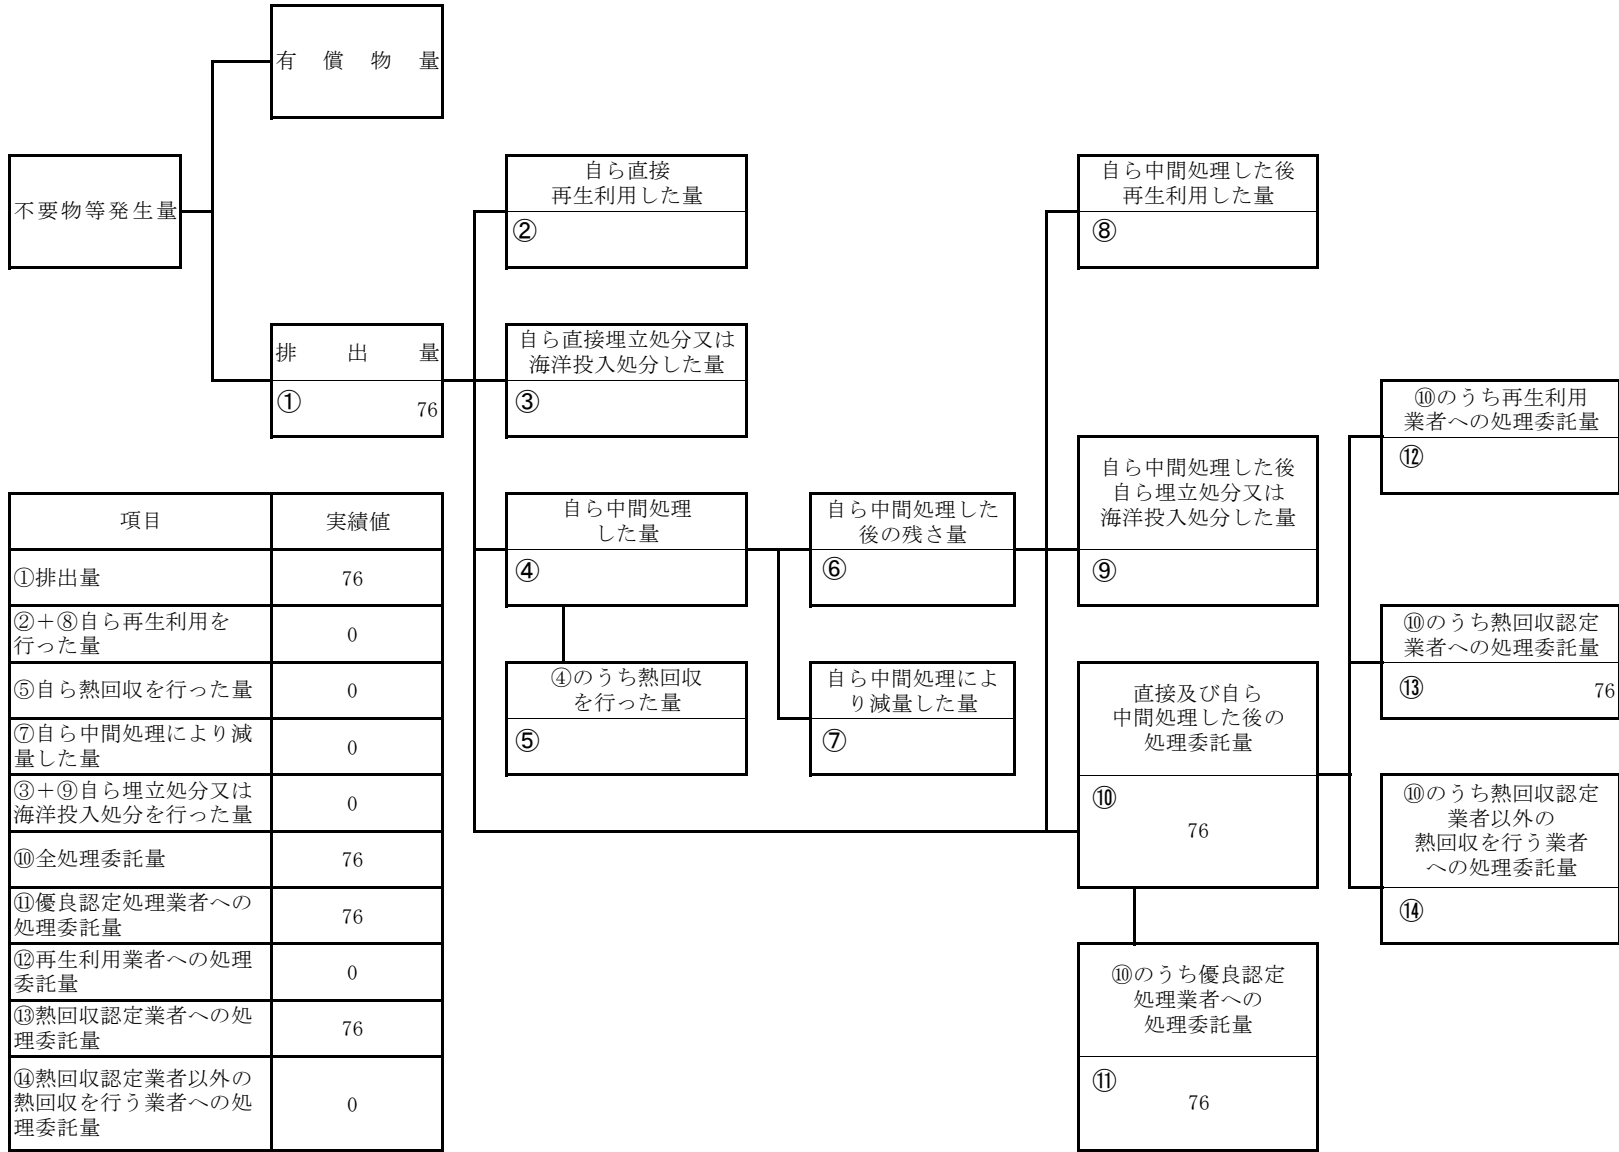 有償物量
不要物等発生量
排出量
①
76
自ら直接
再生利用した量
②
自ら直接埋立処分又は
海洋投入処分した量
③
自ら中間処理
した量
④
④のうち熱回収
を行った量
⑤
自ら中間処理した
後の残さ量
⑥
自ら中間処理によ
り減量した量
⑦
自ら中間処理した後
再生利用した量
⑧
自ら中間処理した後
自ら埋立処分又は
海洋投入処分した量
⑨
直接及び自ら
中間処理した後の
処理委託量
⑩
76
⑩のうち優良認定
処理業者への
処理委託量
⑪
76
⑩のうち再生利用
業者への処理委託量
⑫
⑩のうち熱回収認定
業者への処理委託量
⑬
76
⑩のうち熱回収認定
業者以外の
熱回収を行う業者
への処理委託量
⑭
項目 実績値
①排出量 76
②＋⑧自ら再生利用を
行った量 0
⑤自ら熱回収を行った量 0
⑦自ら中間処理により減
量した量 0
③＋⑨自ら埋立処分又は
海洋投入処分を行った量 0
⑩全処理委託量 76
⑪優良認定処理業者への
処理委託量 76
⑫再生利用業者への処理
委託量 0
⑬熱回収認定業者への処
理委託量 76
⑭熱回収認定業者以外の
熱回収を行う業者への処
理委託量 0